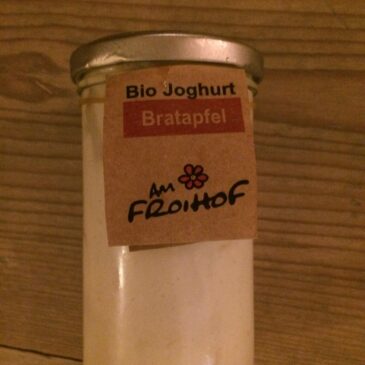 Bio Joghurt
Bratapfel
AM
FROIHOF